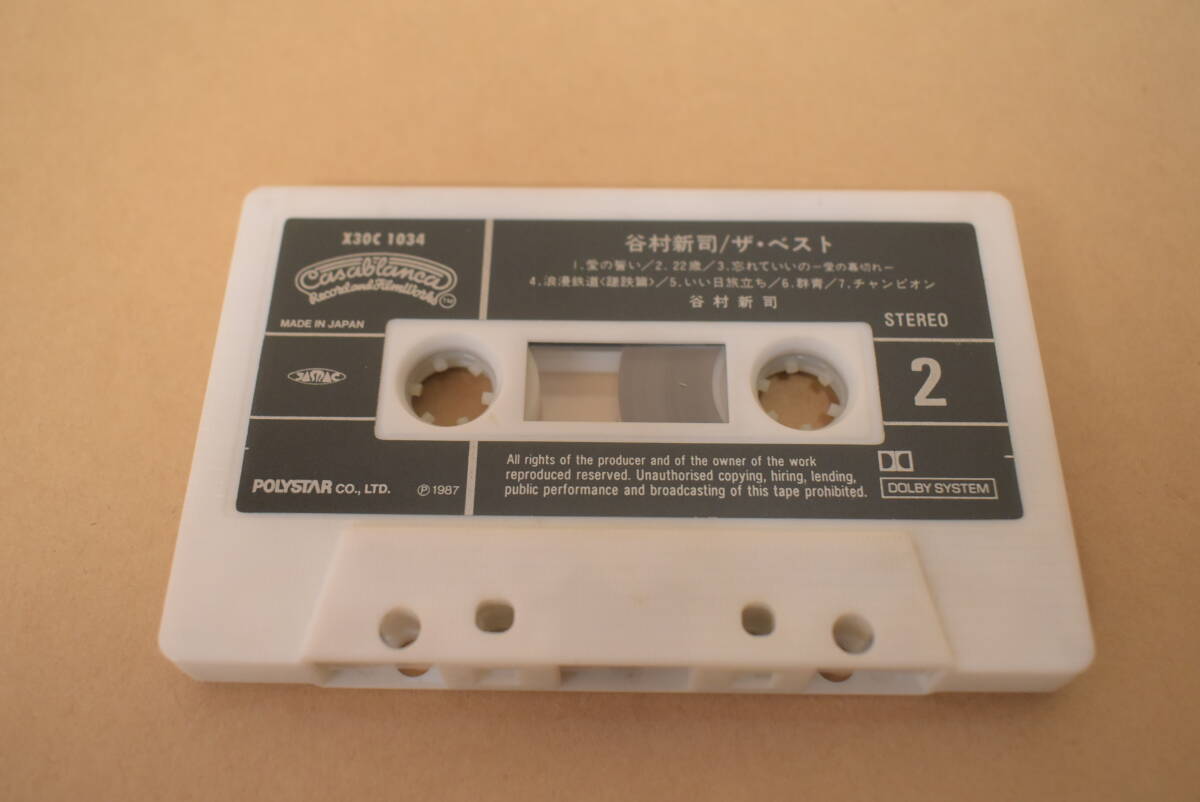 X30C 1034
Casablanca
Record and FilmWorks™
MADE IN JAPAN
JASRAC
POLYSTAR CO., LTD.
Ⓟ1987
谷村新司/ザ・ベスト
1.愛の誓い/2.22歳/3.忘れていいの－愛の幕切れ－
4.浪漫鉄道〈蹉跌篇〉/5.いい日旅立ち/6.群青/7.チャンピオン
谷村新司
STEREO
2
All rights of the producer and of the owner of the work
reproduced reserved. Unauthorised copying, hiring, lending,
public performance and broadcasting of this tape prohibited.
DOLBY SYSTEM